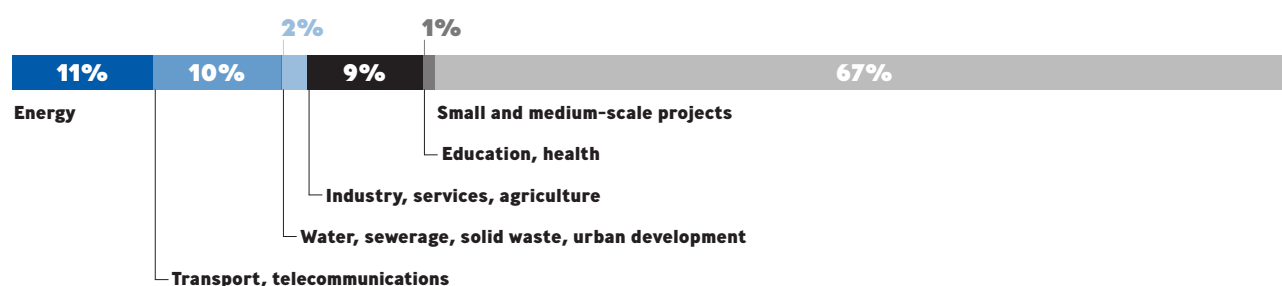 2% 1%
11% 10% 9% 67%
Energy Small and medium-scale projects
Education, health
Industry, services, agriculture
Water, sewerage, solid waste, urban development
Transport, telecommunications